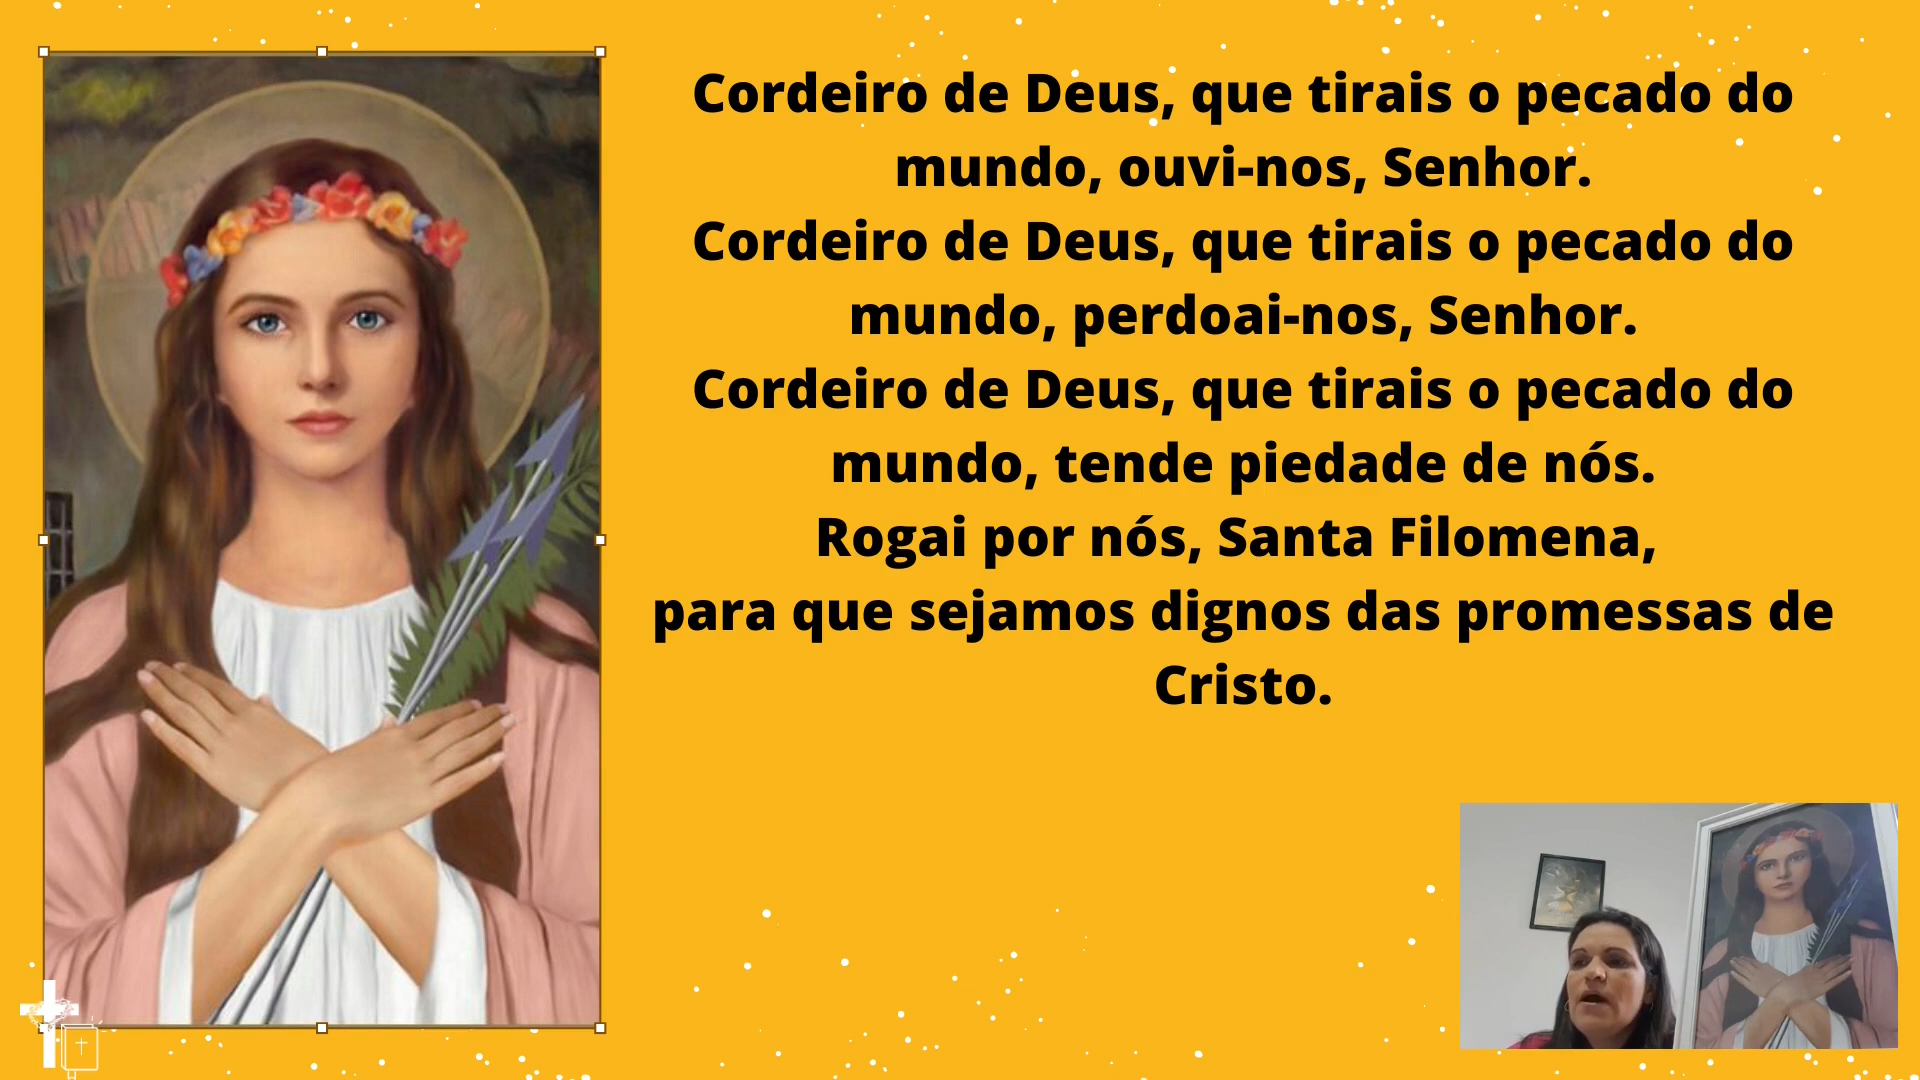 Cordeiro de Deus, que tirais o pecado do
mundo, ouvi-nos, Senhor.
Cordeiro de Deus, que tirais o pecado do
mundo, perdoai-nos, Senhor.
Cordeiro de Deus, que tirais o pecado do
mundo, tende piedade de nós.
Rogai por nós, Santa Filomena,
para que sejamos dignos das promessas de
Cristo.